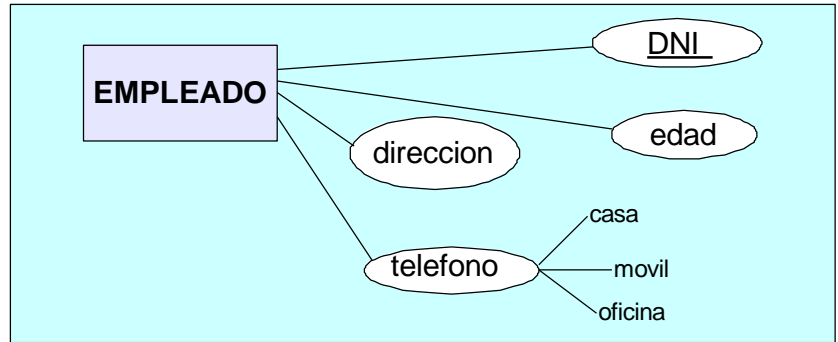 DNI
EMPLEADO
edad
direccion
casa
telefono
movil
oficina